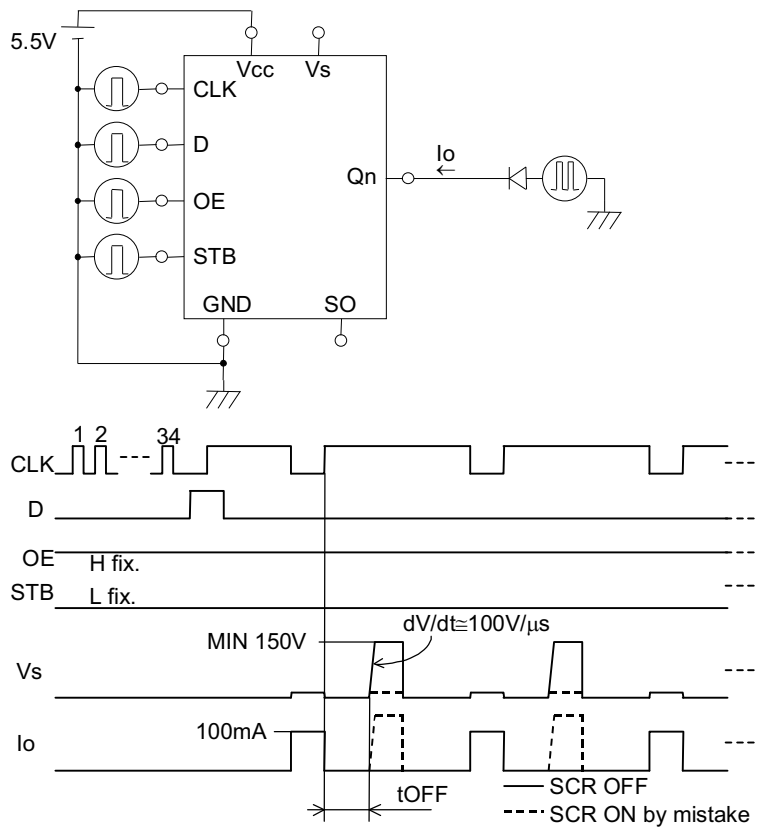 5.5V
Vcc
Vs
CLK
D
OE
STB
Qn
Io
←
GND
SO
1 2 34
CLK
D
OE
H fix.
STB
L fix.
MIN 150V
dV/dt≅100V/μs
Vs
100mA
Io
tOFF
SCR OFF
SCR ON by mistake